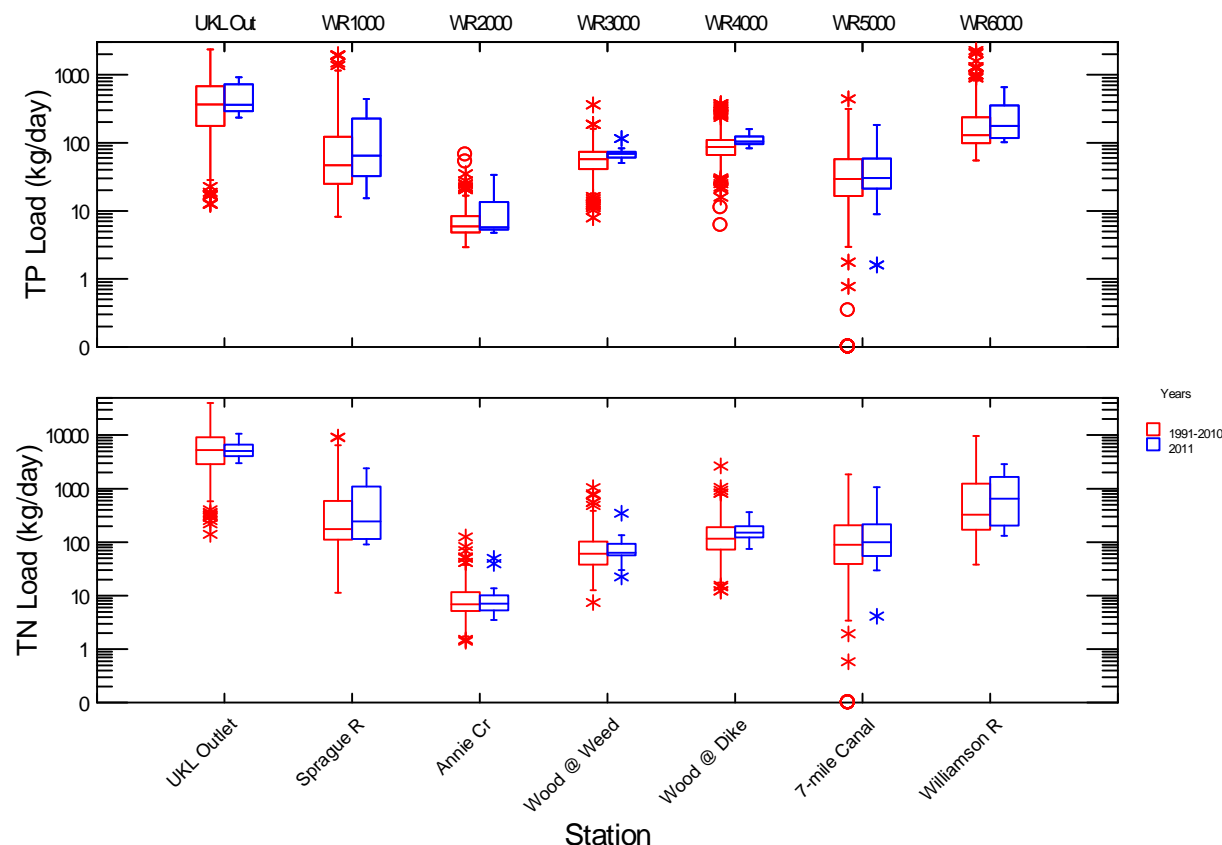 UKL Out WR1000 WR2000 WR3000 WR4000 WR5000 WR6000
TP Load (kg/day)
1000
100
10
1
0
TN Load (kg/day)
10000
1000
100
10
1
0
Years
1991-2010
2011
UKL Outlet Sprague R Annie Cr Wood @ Weed Wood @ Dike 7-mile Canal Williamson R
Station